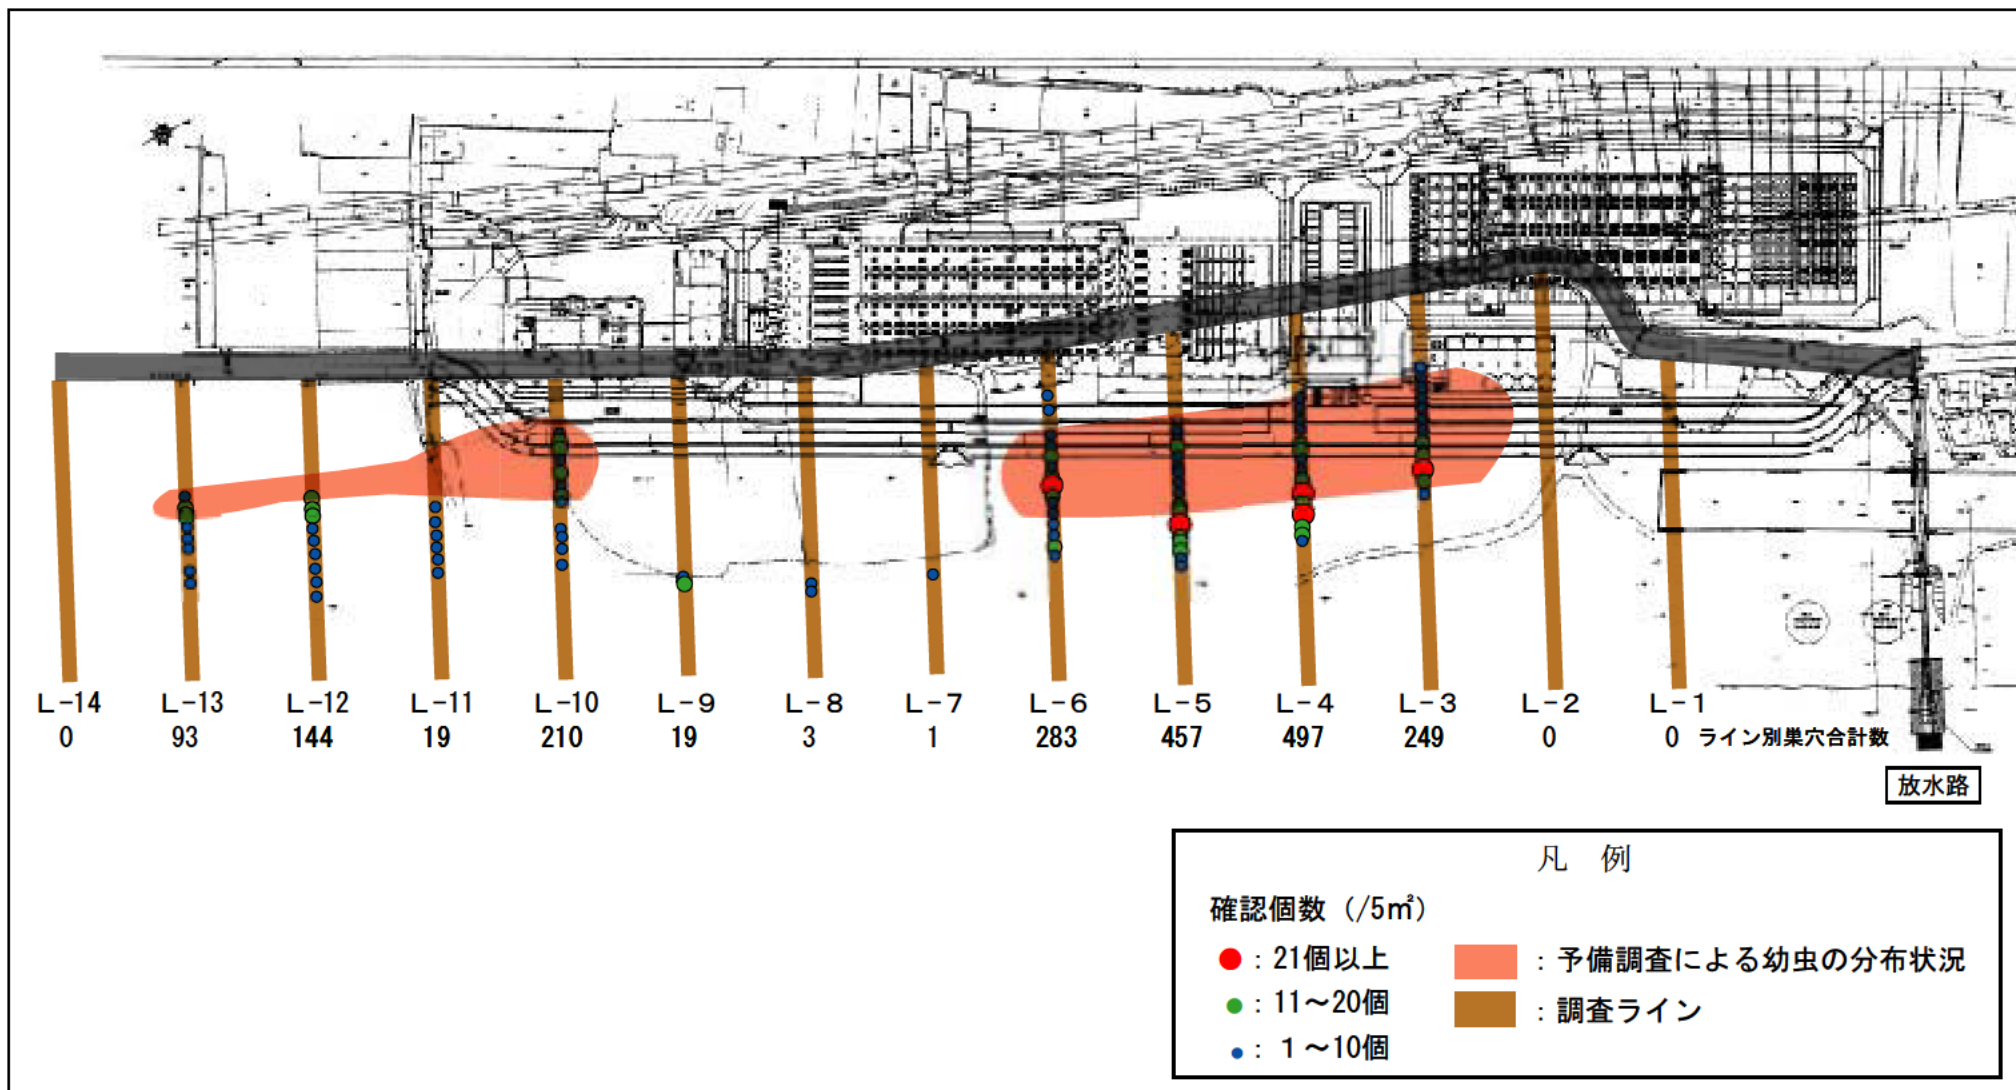 L-14 L-13 L-12 L-11 L-10 L-9 L-8 L-7 L-6 L-5 L-4 L-3 L-2 L-1
0 93 144 19 210 19 3 1 283 457 497 249 0 0 ライン別巣穴合計数
放水路
凡 例
確認個数（/5㎡）
：21個以上 ：予備調査による幼虫の分布状況
：11～20個 ：調査ライン
：１～10個